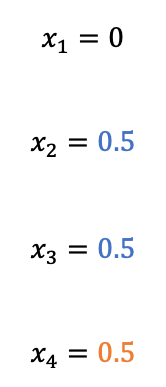 x₁ = 0
x₂ = 0.5
x₃ = 0.5
x₄ = 0.5